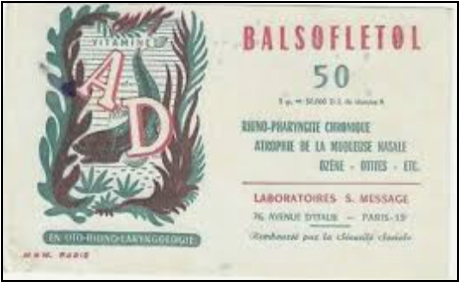 VITAMINES
A
D
EN OTO-RHINO-LARYNGOLOGIE
BALSOFLETOL
50
RHINO-PHARYNGITE CHRONIQUE
ATROPHIE DE LA MUQUEUSE NASALE
OZÈNE - OTITES - ETC.
LABORATOIRES S. MESSAGE
76, AVENUE D'ITALIE — PARIS-13ᵉ
Remboursé par la Sécurité Sociale